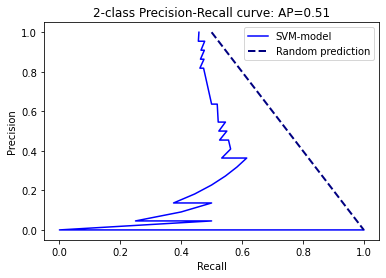 2-class Precision-Recall curve: AP=0.51
SVM-model
Random prediction
1.0
0.8
0.6
0.4
0.2
0.0
Precision
0.0 0.2 0.4 0.6 0.8 1.0
Recall